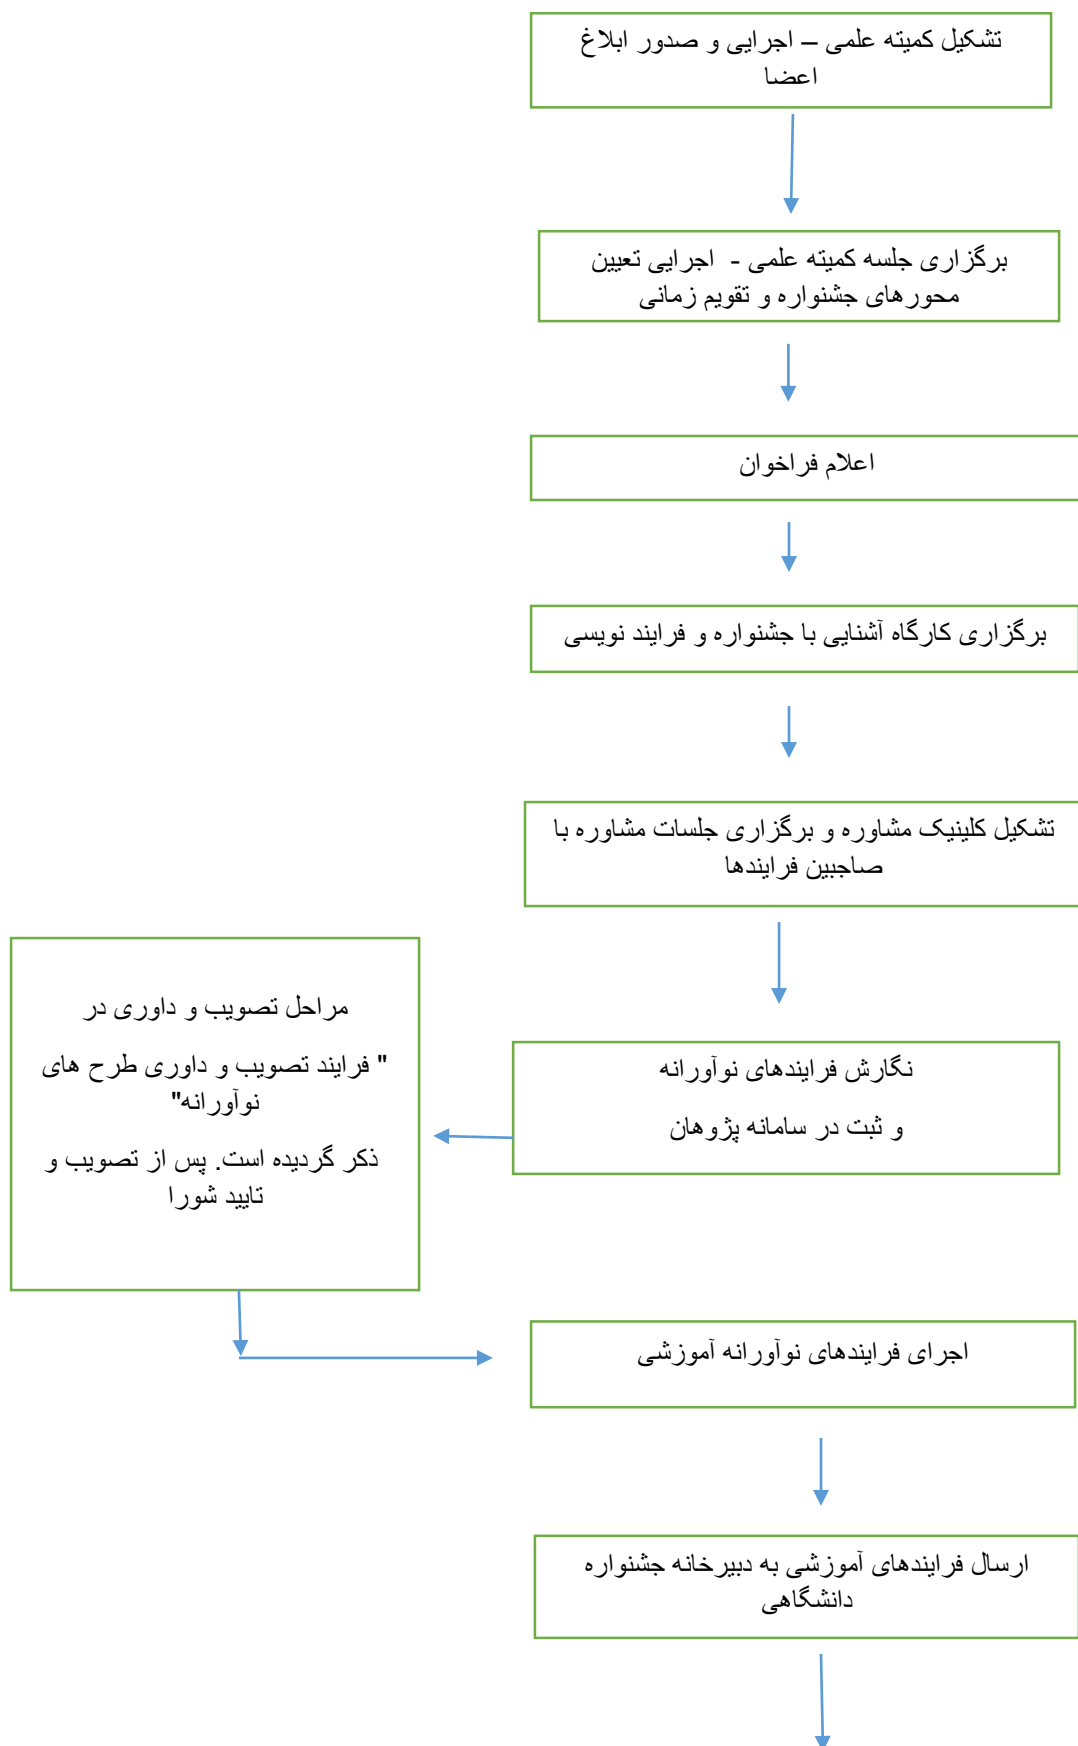 تشکیل کمیته علمی – اجرایی و صدور ابلاغ
اعضا
برگزاری جلسه کمیته علمی - اجرایی تعیین
محورهای جشنواره و تقویم زمانی
اعلام فراخوان
برگزاری کارگاه آشنایی با جشنواره و فرایند نویسی
تشکیل کلینیک مشاوره و برگزاری جلسات مشاوره با
صاجبین فرایندها
نگارش فرایندهای نوآورانه
و ثبت در سامانه پژوهان
مراحل تصویب و داوری در
" فرایند تصویب و داوری طرح های
نوآورانه"
ذکر گردیده است. پس از تصویب و
تایید شورا
اجرای فرایندهای نوآورانه آموزشی
ارسال فرایندهای آموزشی به دبیرخانه جشنواره
دانشگاهی